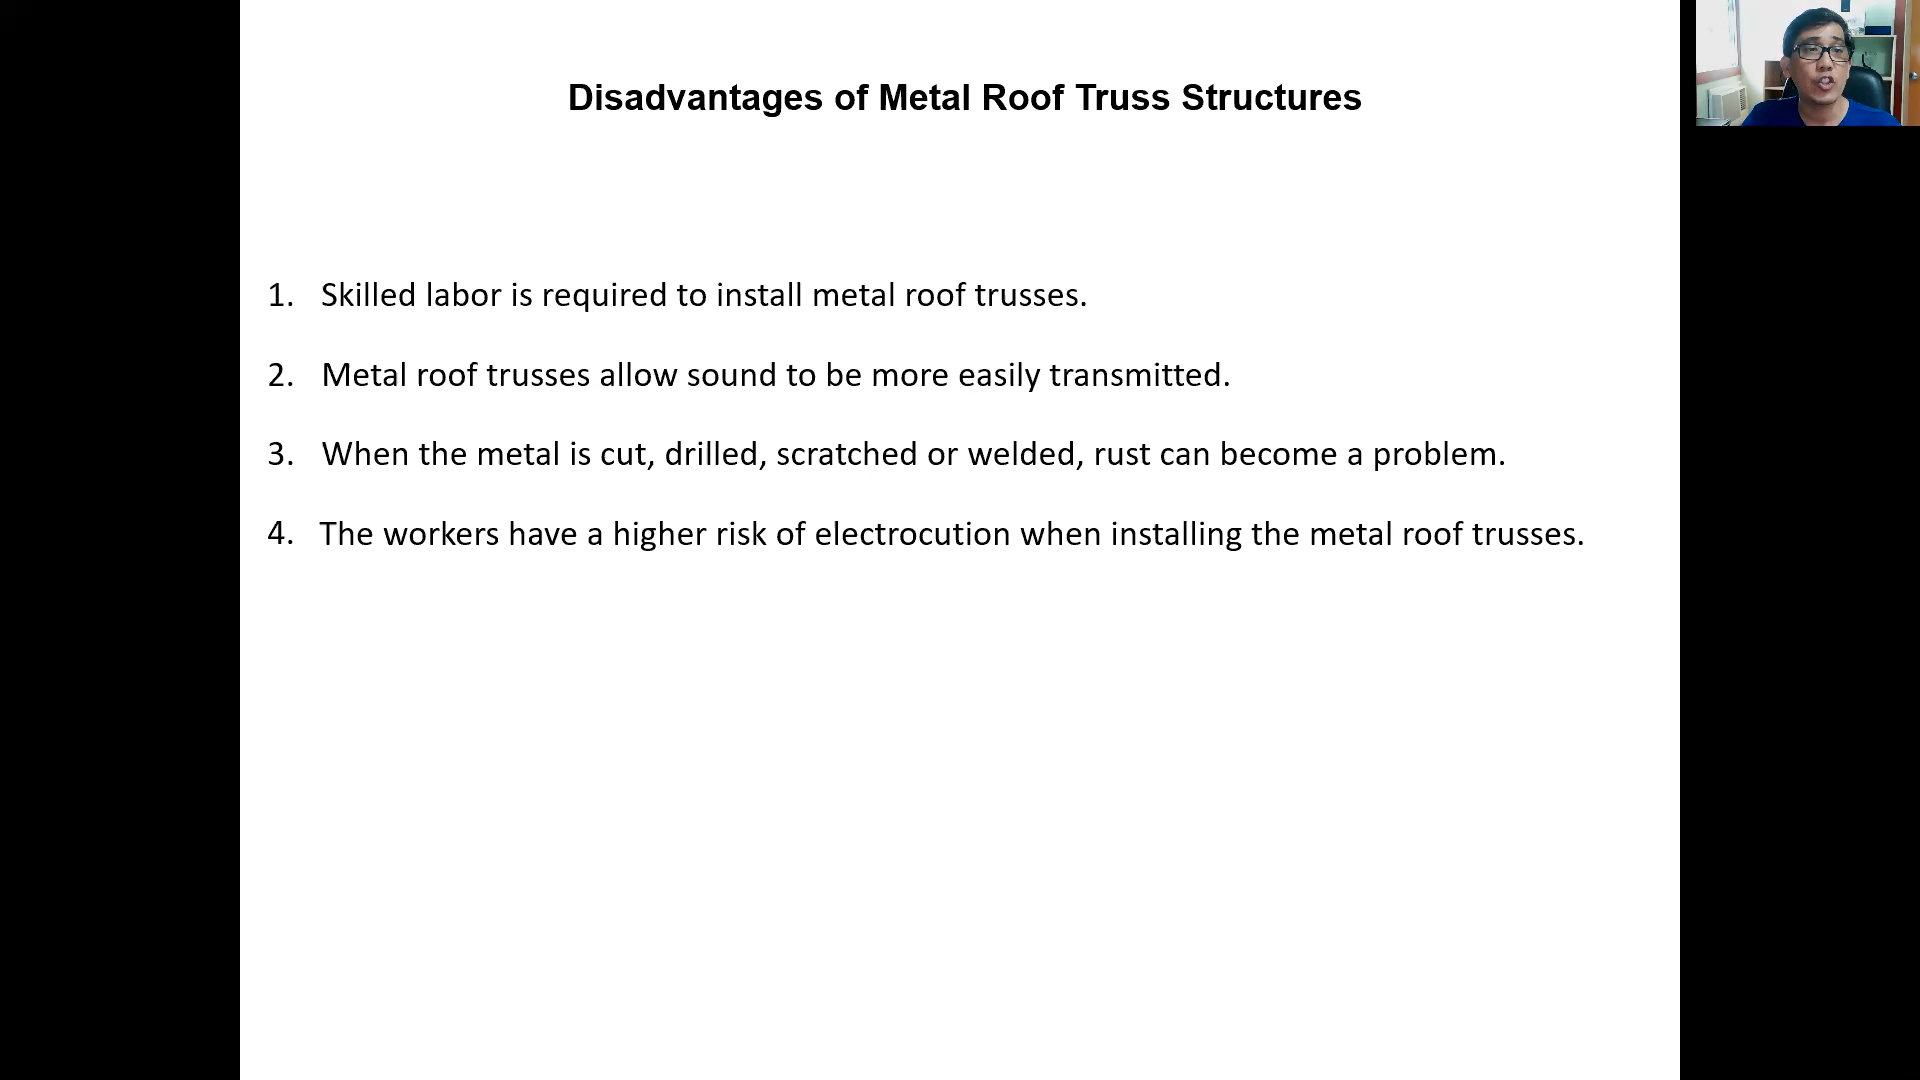 Disadvantages of Metal Roof Truss Structures
1. Skilled labor is required to install metal roof trusses.
2. Metal roof trusses allow sound to be more easily transmitted.
3. When the metal is cut, drilled, scratched or welded, rust can become a problem.
4. The workers have a higher risk of electrocution when installing the metal roof trusses.